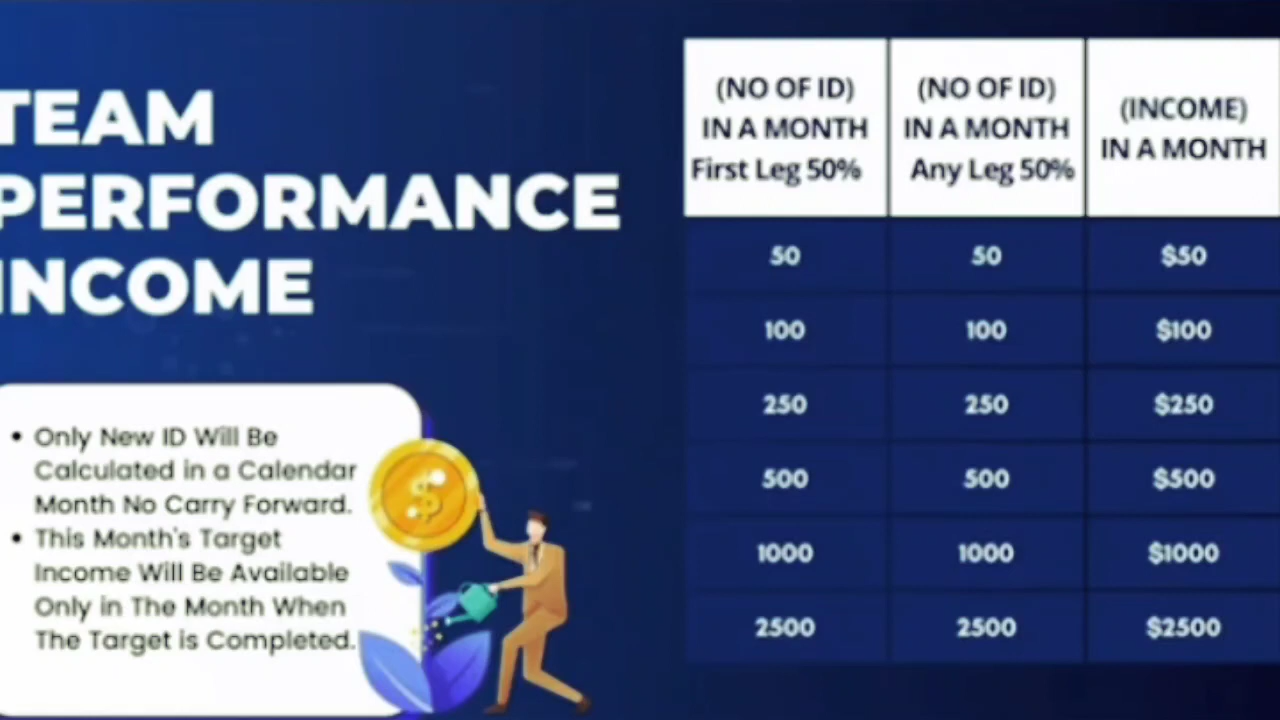 TEAM
PERFORMANCE
INCOME
• Only New ID Will Be
Calculated in a Calendar
Month No Carry Forward.
• This Month's Target
Income Will Be Available
Only in The Month When
The Target is Completed.
$
(NO OF ID) IN A MONTH First Leg 50% (NO OF ID) IN A MONTH Any Leg 50% (INCOME) IN A MONTH
50 50 $50
100 100 $100
250 250 $250
500 500 $500
1000 1000 $1000
2500 2500 $2500